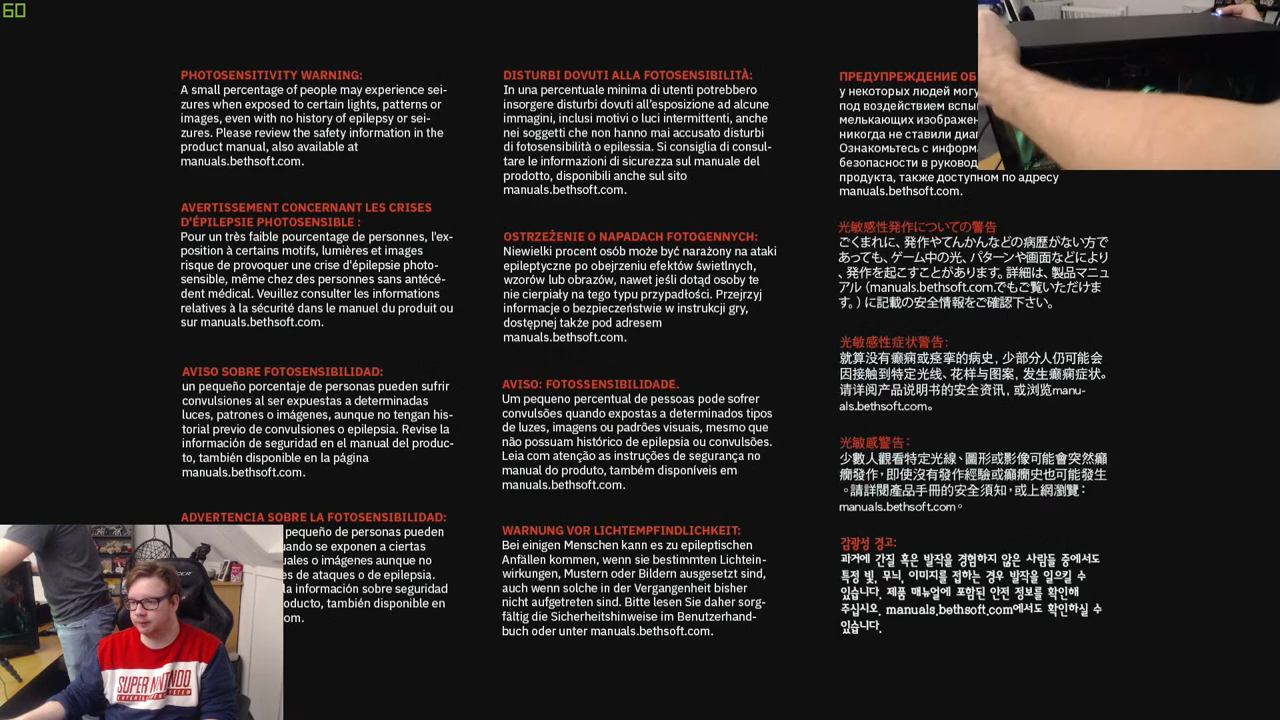 60
PHOTOSENSITIVITY WARNING:
A small percentage of people may experience sei-
zures when exposed to certain lights, patterns or
images, even with no history of epilepsy or sei-
zures. Please review the safety information in the
product manual, also available at
manuals.bethsoft.com.
AVERTISSEMENT CONCERNANT LES CRISES
D'ÉPILEPSIE PHOTOSENSIBLE :
Pour un très faible pourcentage de personnes, l'ex-
position à certains motifs, lumières et images
risque de provoquer une crise d'épilepsie photo-
sensible, même chez des personnes sans antécé-
dent médical. Veuillez consulter les informations
relatives à la sécurité dans le manuel du produit ou
sur manuals.bethsoft.com.
AVISO SOBRE FOTOSENSIBILIDAD:
un pequeño porcentaje de personas pueden sufrir
convulsiones al ser expuestas a determinadas
luces, patrones o imágenes, aunque no tengan his-
torial previo de convulsiones o epilepsia. Revise la
información de seguridad en el manual del produc-
to, también disponible en la página
manuals.bethsoft.com.
ADVERTENCIA SOBRE LA FOTOSENSIBILIDAD:
pequeño de personas pueden
uando se exponen a ciertas
uales o imágenes aunque no
es de ataques o de epilepsia.
la información sobre seguridad
oducto, también disponible en
om.
SUPER NINTENDO
ENTERTAINMENT SYSTEM
DISTURBI DOVUTI ALLA FOTOSENSIBILITÀ:
In una percentuale minima di utenti potrebbero
insorgere disturbi dovuti all'esposizione ad alcune
immagini, inclusi motivi o luci intermittenti, anche
nei soggetti che non hanno mai accusato disturbi
di fotosensibilità o epilessia. Si consiglia di consul-
tare le informazioni di sicurezza sul manuale del
prodotto, disponibili anche sul sito
manuals.bethsoft.com.
OSTRZEŻENIE O NAPADACH FOTOGENNYCH:
Niewielki procent osób może być narażony na ataki
epileptyczne po obejrzeniu efektów świetlnych,
wzorów lub obrazów, nawet jeśli dotąd osoby te
nie cierpiały na tego typu przypadłości. Przejrzyj
informacje o bezpieczeństwie w instrukcji gry,
dostępnej także pod adresem
manuals.bethsoft.com.
AVISO: FOTOSSENSIBILIDADE.
Um pequeno percentual de pessoas pode sofrer
convulsões quando expostas a determinados tipos
de luzes, imagens ou padrões visuais, mesmo que
não possuam histórico de epilepsia ou convulsões.
Leia com atenção as instruções de segurança no
manual do produto, também disponíveis em
manuals.bethsoft.com.
WARNUNG VOR LICHTEMPFINDLICHKEIT:
Bei einigen Menschen kann es zu epileptischen
Anfällen kommen, wenn sie bestimmten Lichtein-
wirkungen, Mustern oder Bildern ausgesetzt sind,
auch wenn solche in der Vergangenheit bisher
nicht aufgetreten sind. Bitte lesen Sie daher sorg-
fältig die Sicherheitshinweise im Benutzerhand-
buch oder unter manuals.bethsoft.com.
ПРЕДУПРЕЖДЕНИЕ ОБ
у некоторых людей могу
под воздействием вспы
мелькающих изображен
никогда не ставили диаг
Ознакомьтесь с информ
безопасности в руковод
продукта, также доступном по адресу
manuals.bethsoft.com.
光敏感性発作についての警告
ごくまれに、発作やてんかんなどの病歴がない方で
あっても、ゲーム中の光、パターンや画面などにより
、発作を起こすことがあります。詳細は、製品マニュ
アル（manuals.bethsoft.comでもご覧いただけま
す。）に記載の安全情報をご確認下さい。
光敏感性症状警告：
就算没有癫痫或痉挛的病史，少部分人仍可能会
因接触到特定光线、花样与图案，发生癫痫症状。
请详阅产品说明书的安全资讯，或浏览manu-
als.bethsoft.com。
光敏感警告：
少數人觀看特定光線、圖形或影像可能會突然癲
癇發作，即使沒有發作經驗或癲癇史也可能發生
。請詳閱產品手冊的安全須知，或上網瀏覽：
manuals.bethsoft.com。
감광성 경고:
과거에 간질 혹은 발작을 경험하지 않은 사람들 중에서도
특정 빛, 무늬, 이미지를 접하는 경우 발작을 일으킬 수
있습니다. 제품 매뉴얼에 포함된 안전 정보를 확인해
주십시오. manuals.bethsoft.com에서도 확인하실 수
있습니다.